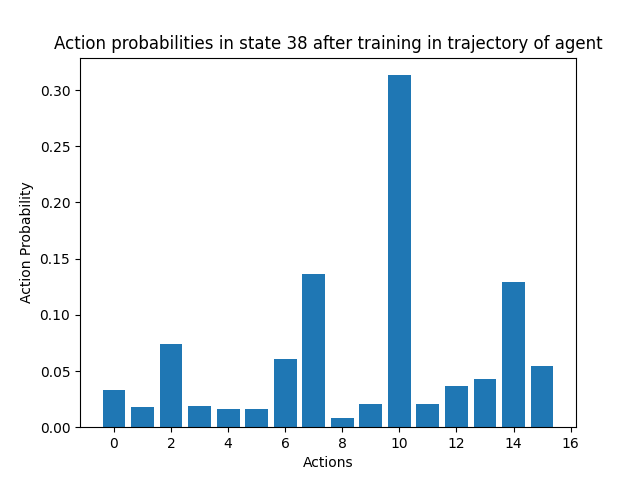 Action probabilities in state 38 after training in trajectory of agent
Action Probability
0.30
0.25
0.20
0.15
0.10
0.05
0.00
0 2 4 6 8 10 12 14 16
Actions